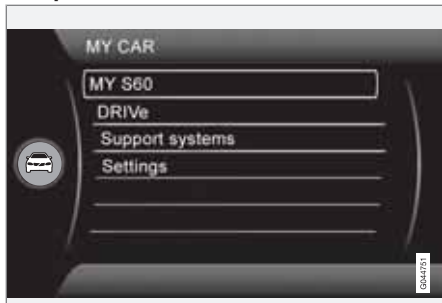 MY CAR
MY S60
DRIVe
Support systems
Settings
G044751